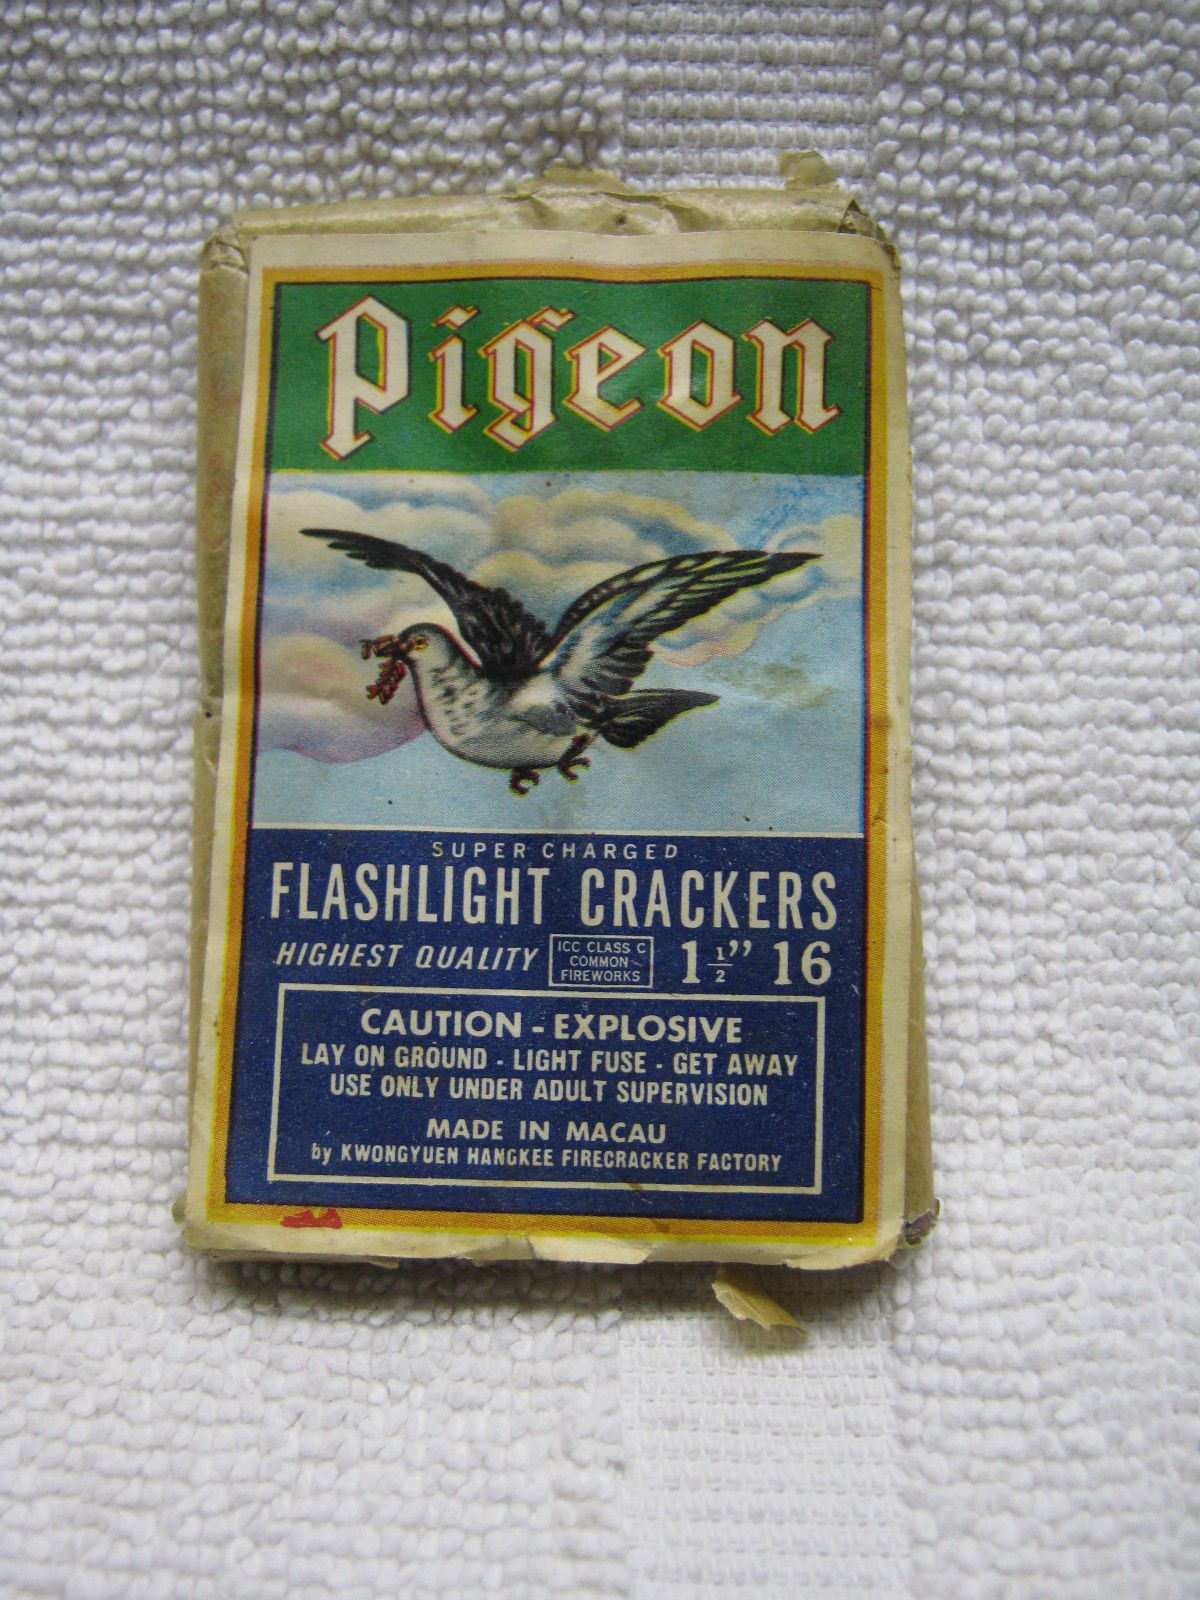 Pigeon
SUPER CHARGED
FLASHLIGHT CRACKERS
HIGHEST QUALITY
ICC CLASS C
COMMON
FIREWORKS
1 1/2" 16
CAUTION - EXPLOSIVE
LAY ON GROUND - LIGHT FUSE - GET AWAY
USE ONLY UNDER ADULT SUPERVISION
MADE IN MACAU
by KWONGYUEN HANGKEE FIRECRACKER FACTORY